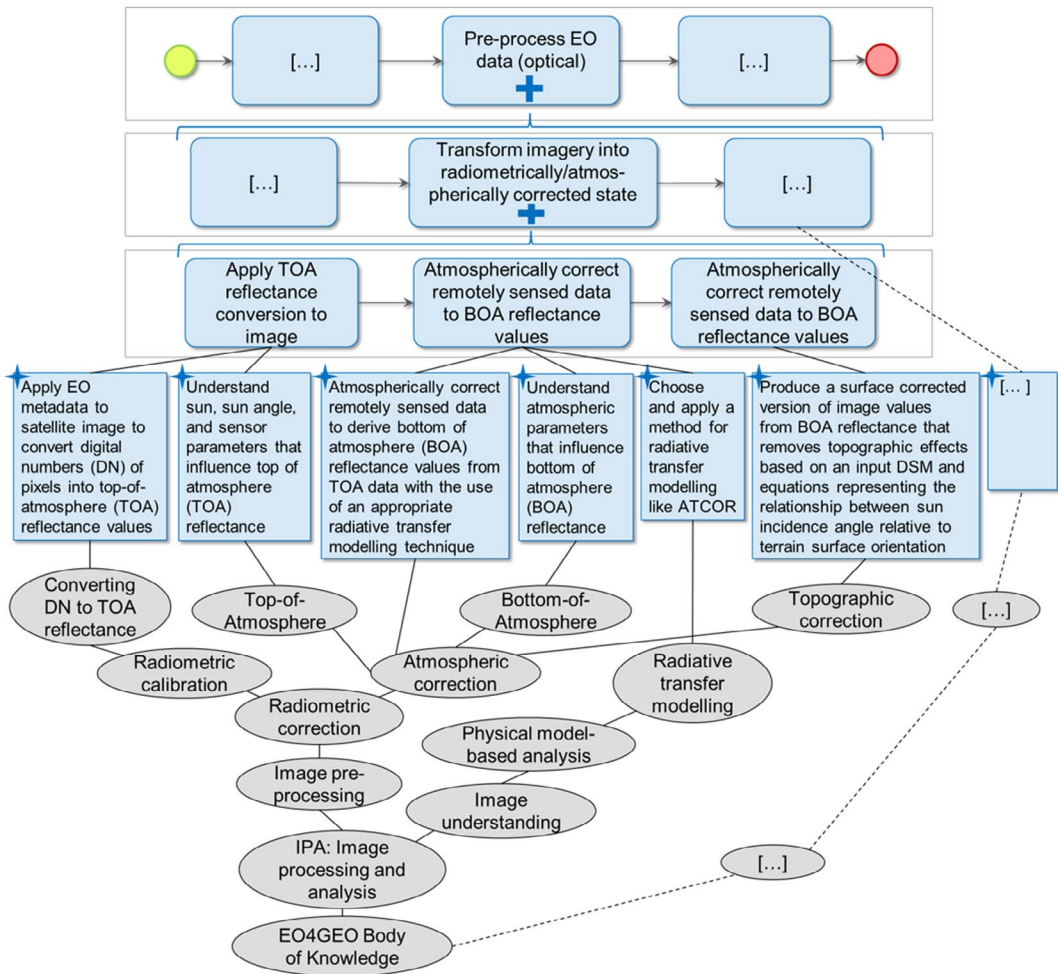 [...]
Pre-process EO
data (optical)
[...]
[...]
Transform imagery into
radiometrically/atmos-
pherically corrected state
[...]
Apply TOA
reflectance
conversion to
image
Atmospherically correct
remotely sensed data
to BOA reflectance
values
Atmospherically
correct remotely
sensed data to BOA
reflectance values
Apply EO
metadata to
satellite image to
convert digital
numbers (DN) of
pixels into top-of-
atmosphere (TOA)
reflectance values
Understand
sun, sun angle,
and sensor
parameters that
influence top of
atmosphere
(TOA)
reflectance
Atmospherically correct
remotely sensed data
to derive bottom of
atmosphere (BOA)
reflectance values from
TOA data with the use
of an appropriate
radiative transfer
modelling technique
Understand
atmospheric
parameters
that influence
bottom of
atmosphere
(BOA)
reflectance
Choose
and apply a
method for
radiative
transfer
modelling
like ATCOR
Produce a surface corrected
version of image values
from BOA reflectance that
removes topographic effects
based on an input DSM and
equations representing the
relationship between sun
incidence angle relative to
terrain surface orientation
[... ]
Converting
DN to TOA
reflectance
Top-of-
Atmosphere
Bottom-of-
Atmosphere
Topographic
correction
[...]
Radiometric
calibration
Atmospheric
correction
Radiative
transfer
modelling
Radiometric
correction
Physical model-
based analysis
Image pre-
processing
Image
understanding
IPA: Image
processing and
analysis
[...]
EO4GEO Body
of Knowledge